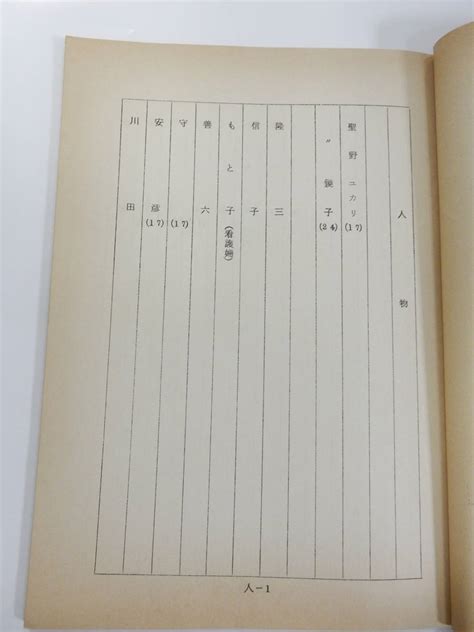 人物
聖野ユカリ(17)
〃鏡子(24)
隆三
信子
もと子(看護婦)
善六
守(17)
安彦(17)
川田
人-1